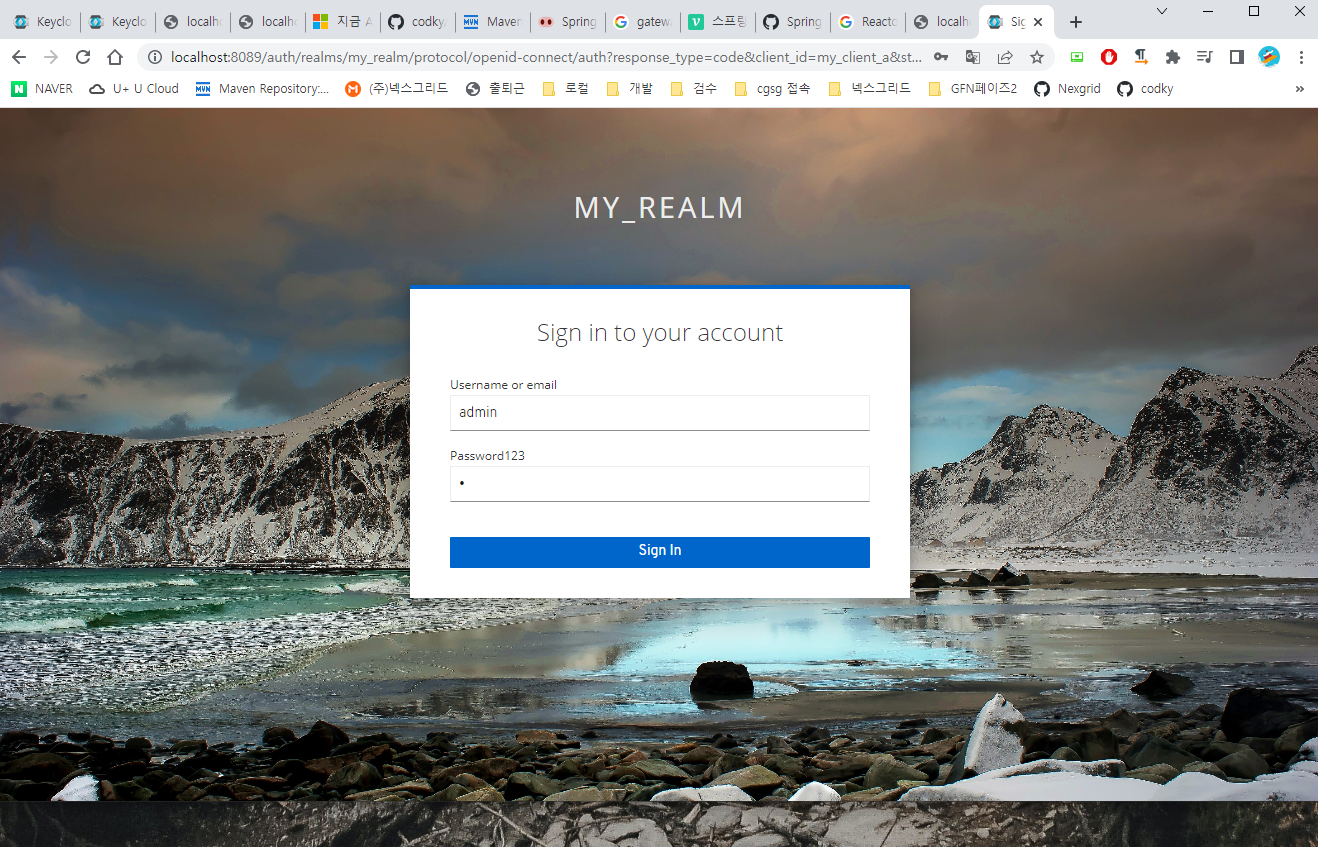 Keyclo
Keyclo
localh
localh
지금 A
codky
Maven
Spring
gatew
스프링
Spring
Reacto
localh
Sig
localhost:8089/auth/realms/my_realm/protocol/openid-connect/auth?response_type=code&client_id=my_client_a&st...
NAVER
U+ U Cloud
Maven Repository:...
(주)넥스그리드
출퇴근
로컬
개발
검수
cgsg 접속
넥스그리드
GFN페이즈2
Nexgrid
codky
»
MY_REALM
Sign in to your account
Username or email
admin
Password123
•
Sign In